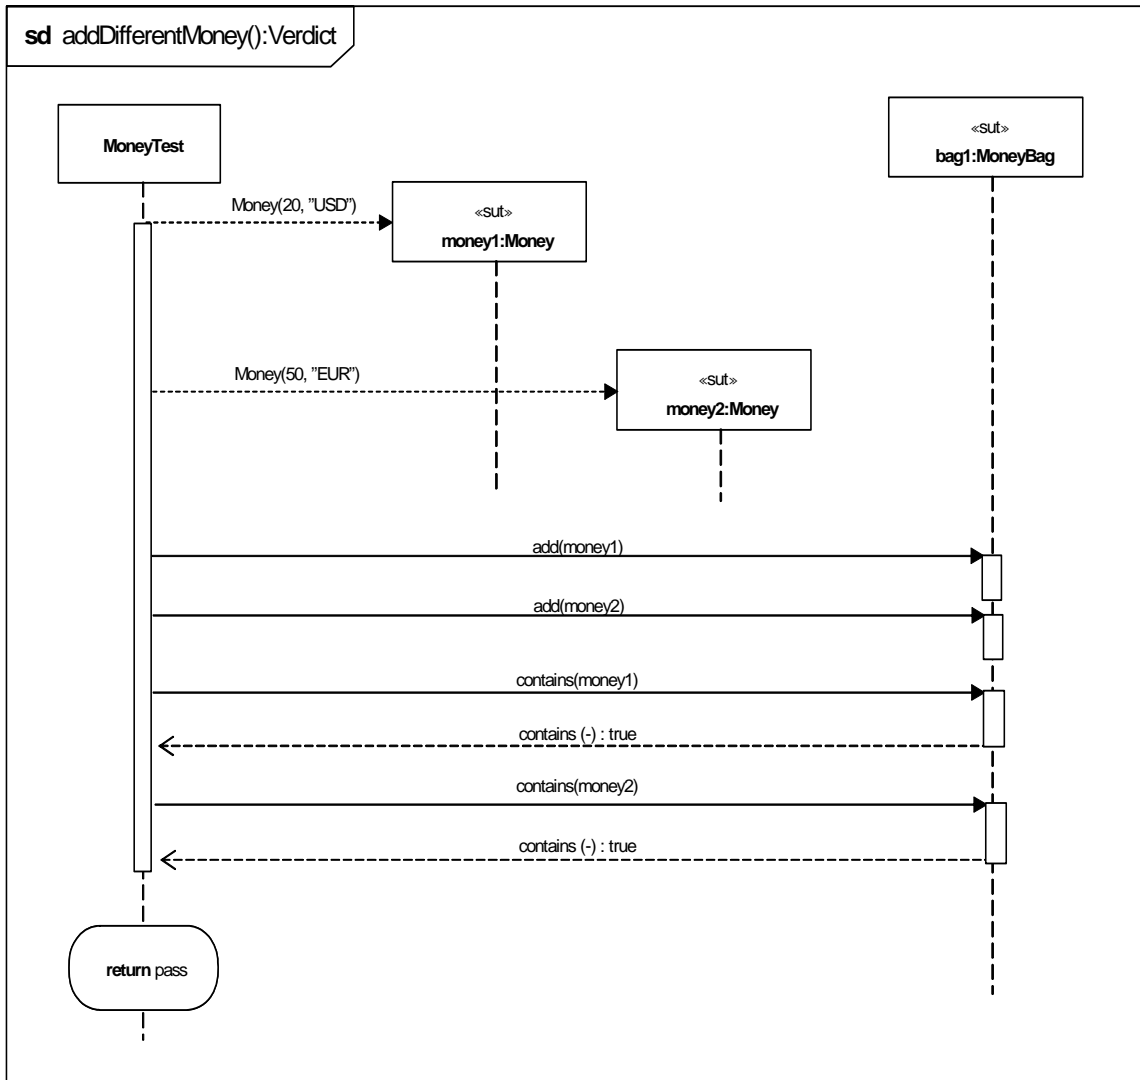 sd addDifferentMoney():Verdict
MoneyTest
«sut»
bag1:MoneyBag
Money(20, ”USD”)
«sut»
money1:Money
Money(50, ”EUR”)
«sut»
money2:Money
add(money1)
add(money2)
contains(money1)
contains (-) : true
contains(money2)
contains (-) : true
return pass